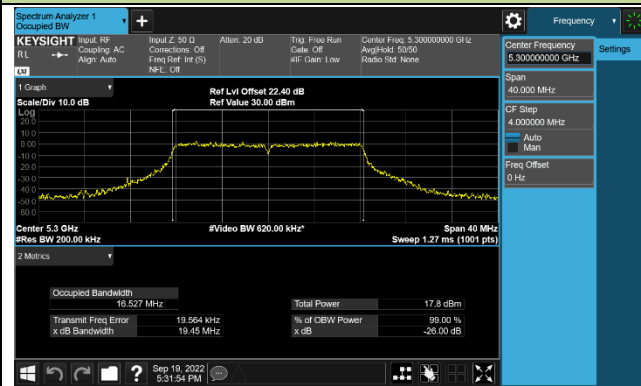 Spectrum Analyzer 1
Occupied BW
Frequency
KEYSIGHT
RL
LXI
Input: RF
Coupling: AC
Align: Auto
Input Z: 50 Ω
Corrections: Off
Freq Ref: Int (S)
NFE: Off
Atten: 20 dB
Trig: Free Run
Gate: Off
#IF Gain: Low
Center Freq: 5.300000000 GHz
Avg|Hold: 50/50
Radio Std: None
Center Frequency
5.300000000 GHz
Settings
Span
40.000 MHz
CF Step
4.000000 MHz
Auto
Man
Freq Offset
0 Hz
1 Graph
Scale/Div 10.0 dB
Ref Lvl Offset 22.40 dB
Ref Value 30.00 dBm
Log
20.0
10.0
0.00
-10.0
-20.0
-30.0
-40.0
-50.0
-60.0
Center 5.3 GHz
#Res BW 200.00 kHz
#Video BW 620.00 kHz*
Span 40 MHz
Sweep 1.27 ms (1001 pts)
2 Metrics
Occupied Bandwidth
16.527 MHz
Total Power 17.8 dBm
Transmit Freq Error 19.564 kHz
% of OBW Power 99.00 %
x dB Bandwidth 19.45 MHz
x dB -26.00 dB
Sep 19, 2022
5:31:54 PM